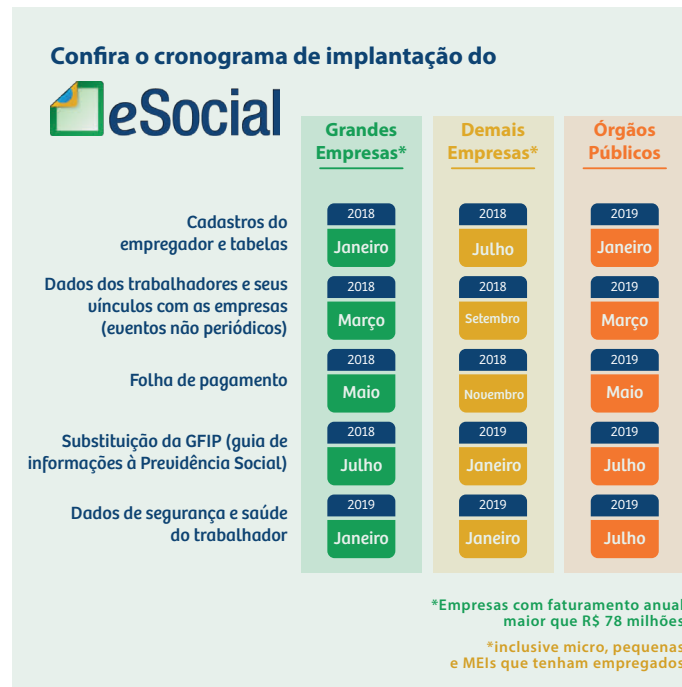 Confira o cronograma de implantação do
eSocial
Grandes
Empresas*
Demais
Empresas*
Órgãos
Públicos
Cadastros do
empregador e tabelas
2018
Janeiro
2018
Julho
2019
Janeiro
Dados dos trabalhadores e seus
vínculos com as empresas
(eventos não periódicos)
2018
Março
2018
Setembro
2019
Março
Folha de pagamento
2018
Maio
2018
Novembro
2019
Maio
Substituição da GFIP (guia de
informações à Previdência Social)
2018
Julho
2019
Janeiro
2019
Julho
Dados de segurança e saúde
do trabalhador
2019
Janeiro
2019
Janeiro
2019
Julho
*Empresas com faturamento anual
maior que R$ 78 milhões
*inclusive micro, pequenas
e MEIs que tenham empregados